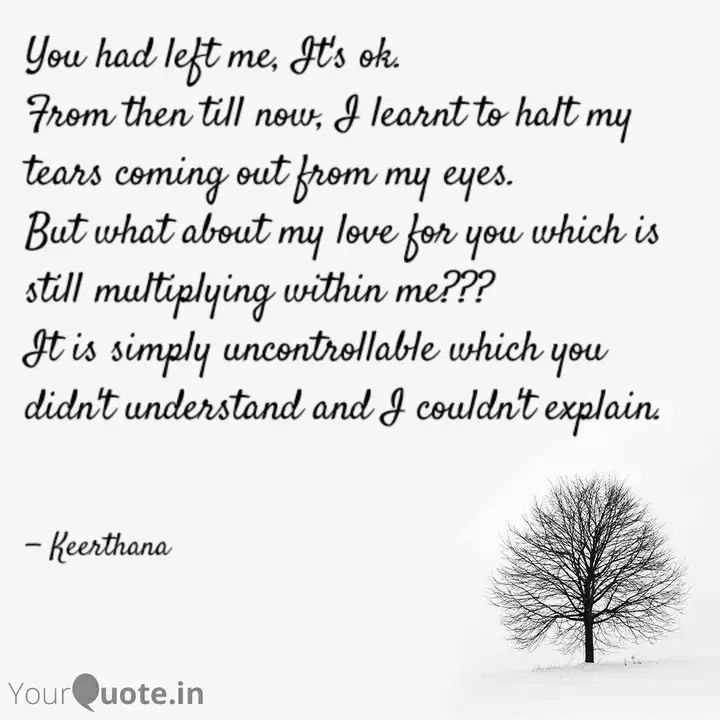 You had left me, It's ok.
From then till now, I learnt to halt my
tears coming out from my eyes.
But what about my love for you which is
still multiplying within me???
It is simply uncontrollable which you
didn't understand and I couldn't explain.
– Keerthana
YourQuote.in